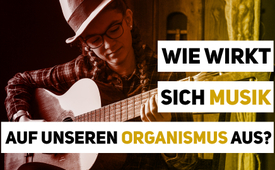 WIE WIRKT
SICH MUSIK
AUF UNSEREN ORGANISMUS AUS?